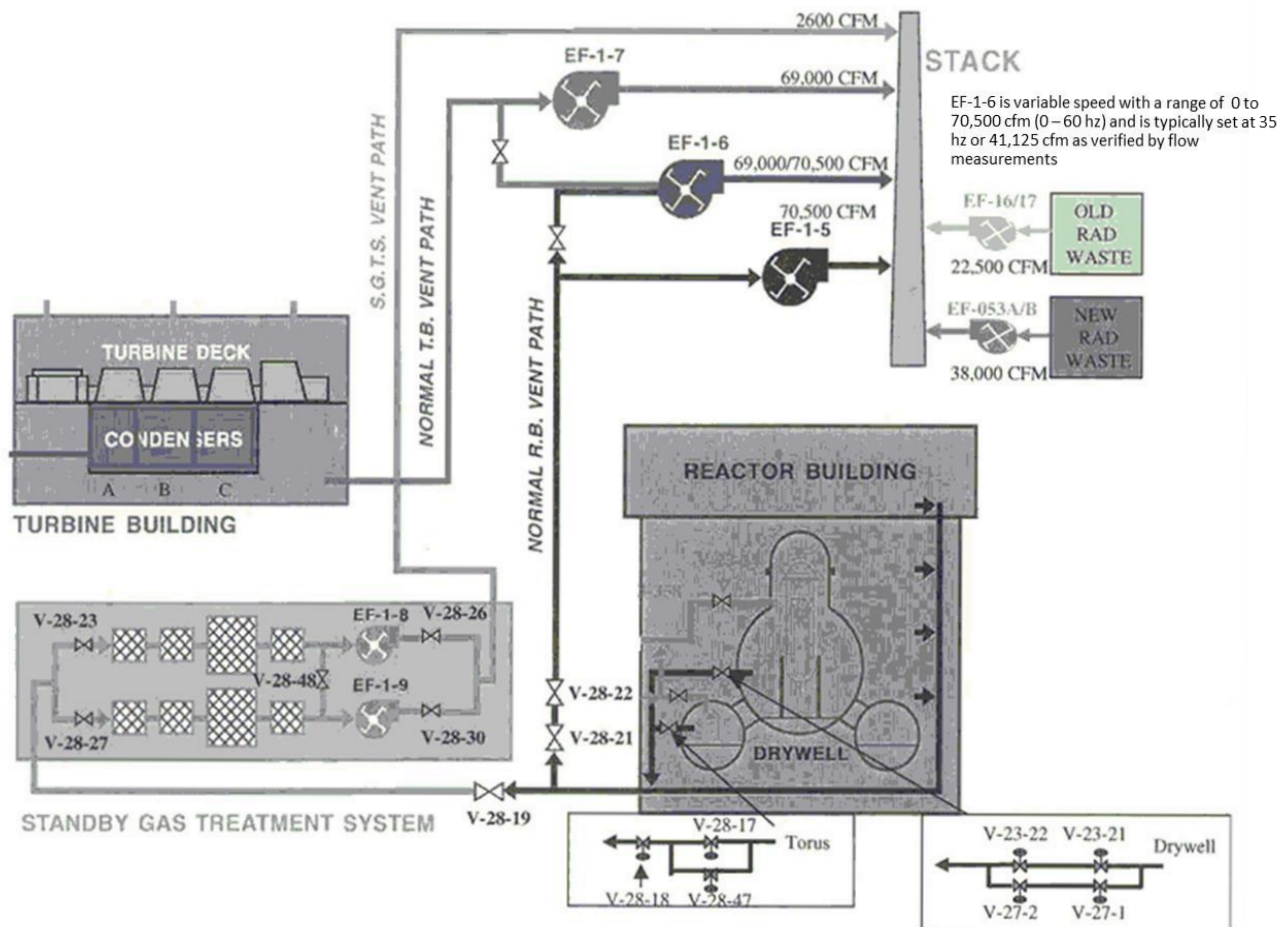 2600 CFM
EF-1-7
69,000 CFM
STACK
EF-1-6 is variable speed with a range of 0 to
70,500 cfm (0 – 60 hz) and is typically set at 35
hz or 41,125 cfm as verified by flow
measurements
EF-1-6
69,000/70,500 CFM
70,500 CFM
EF-1-5
EF-16/17
OLD
RAD
WASTE
22,500 CFM
EF-053A/B
NEW
RAD
WASTE
38,000 CFM
S.G.T.S. VENT PATH
NORMAL T.B. VENT PATH
NORMAL R.B. VENT PATH
TURBINE DECK
CONDENSERS
A B C
TURBINE BUILDING
REACTOR BUILDING
DRYWELL
V-28-23
EF-1-8
V-28-26
V-28-48
EF-1-9
V-28-27
V-28-30
V-28-22
V-28-21
V-28-19
STANDBY GAS TREATMENT SYSTEM
V-28-17
Torus
V-28-18
V-28-47
V-23-22
V-23-21
Drywell
V-27-2
V-27-1